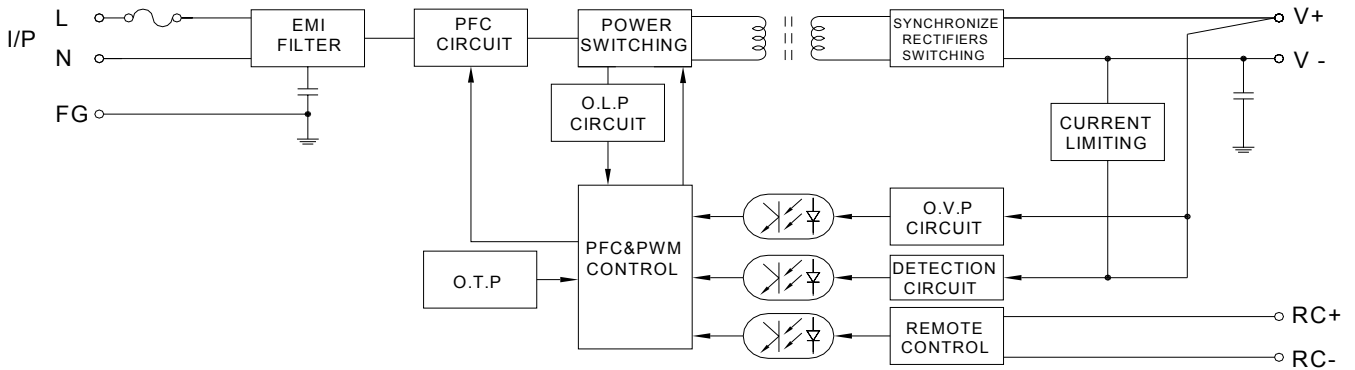 I/P
L
N
FG
EMI
FILTER
PFC
CIRCUIT
POWER
SWITCHING
SYNCHRONIZE
RECTIFIERS
SWITCHING
V+
V -
O.L.P
CIRCUIT
CURRENT
LIMITING
O.T.P
PFC&PWM
CONTROL
O.V.P
CIRCUIT
DETECTION
CIRCUIT
REMOTE
CONTROL
RC+
RC-